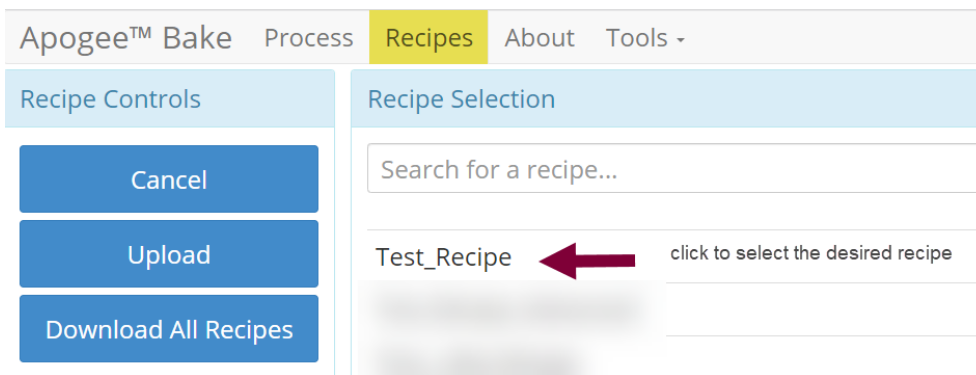 Apogee™ Bake Process Recipes About Tools
Recipe Controls
Recipe Selection
Cancel
Search for a recipe...
Upload
Test_Recipe
click to select the desired recipe
Download All Recipes